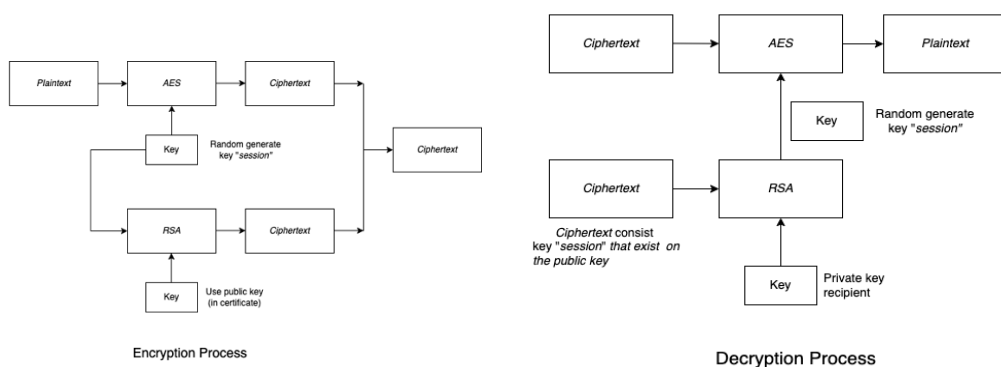 Plaintext
AES
Ciphertext
Key
Random generate
key "session"
Ciphertext
RSA
Ciphertext
Key
Use public key
(in certificate)
Encryption Process
Ciphertext
AES
Plaintext
Key
Random generate
key "session"
Ciphertext
RSA
Ciphertext consist
key "session" that exist on
the public key
Key
Private key
recipient
Decryption Process